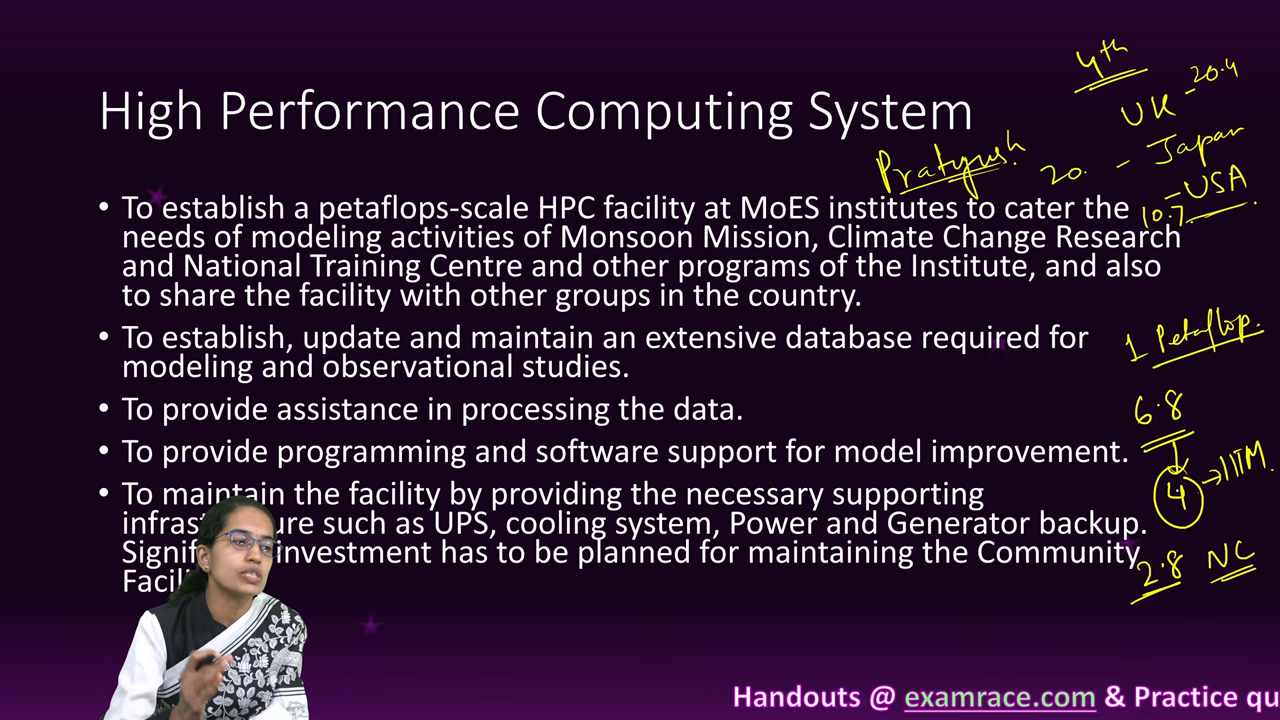 4th
UK - 20.4
High Performance Computing System
Pratyush.
20. - Japan
- USA
10.7
• To establish a petaflops-scale HPC facility at MoES institutes to cater the
needs of modeling activities of Monsoon Mission, Climate Change Research
and National Training Centre and other programs of the Institute, and also
to share the facility with other groups in the country.
1 Petaflop.
• To establish, update and maintain an extensive database required for
modeling and observational studies.
6.8
• To provide assistance in processing the data.
• To provide programming and software support for model improvement.
4 → IITM.
• To maintain the facility by providing the necessary supporting
infrastructure such as UPS, cooling system, Power and Generator backup.
investment has to be planned for maintaining the Community
2.8 NC
Handouts @ examrace.com & Practice qu